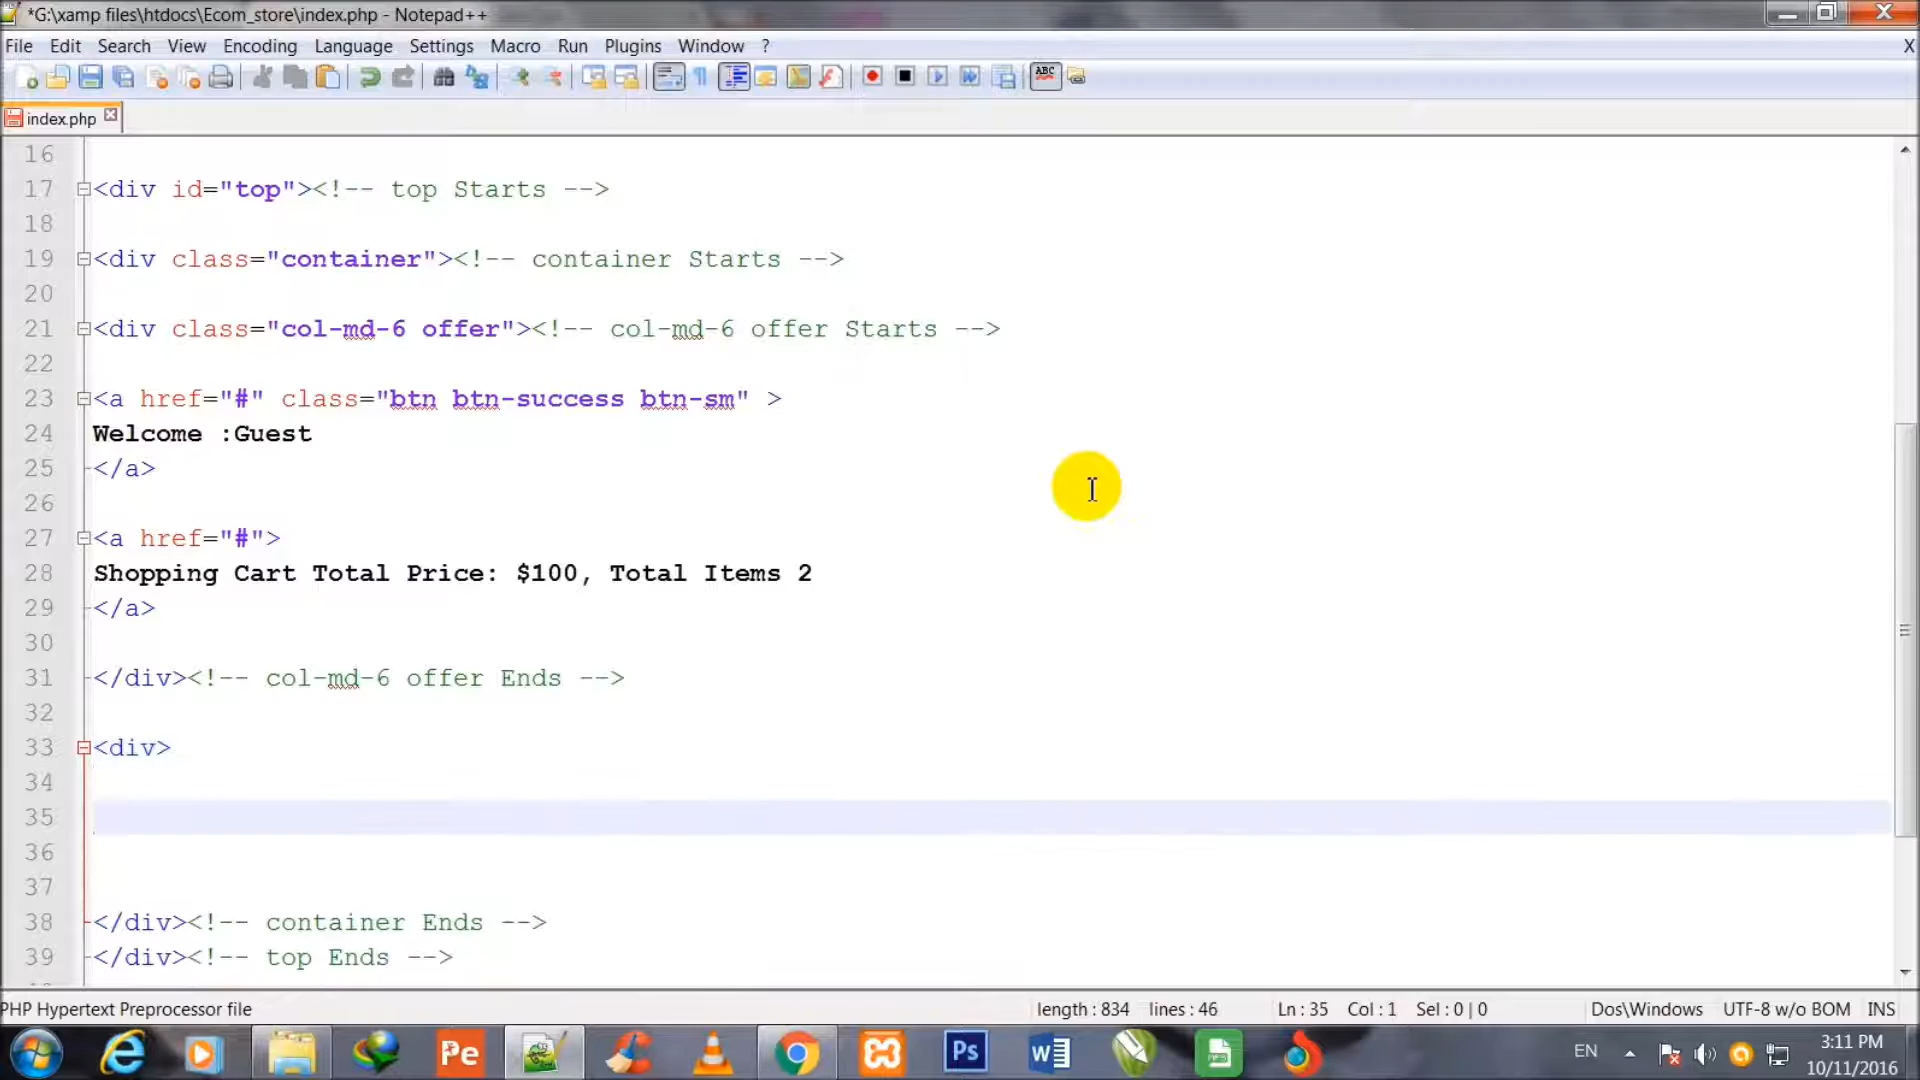 *G:\xamp files\htdocs\Ecom_store\index.php - Notepad++
File Edit Search View Encoding Language Settings Macro Run Plugins Window ? X
ABC
index.php
16
17 <div id="top"><!-- top Starts -->
18
19 <div class="container"><!-- container Starts -->
20
21 <div class="col-md-6 offer"><!-- col-md-6 offer Starts -->
22
23 <a href="#" class="btn btn-success btn-sm" >
24 Welcome :Guest
25 </a>
26
27 <a href="#">
28 Shopping Cart Total Price: $100, Total Items 2
29 </a>
30
31 </div><!-- col-md-6 offer Ends -->
32
33 <div>
34
35
36
37
38 </div><!-- container Ends -->
39 </div><!-- top Ends -->
PHP Hypertext Preprocessor file length : 834 lines : 46 Ln : 35 Col : 1 Sel : 0 | 0 Dos\Windows UTF-8 w/o BOM INS
Pe Ps W EN 3:11 PM
10/11/2016